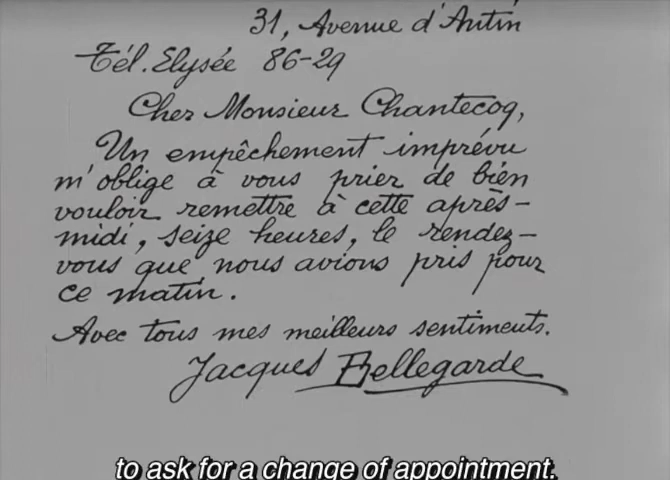 31, Avenue d'Antin
Tél. Elysée 86-29
Cher Monsieur Chantecoq,
Un empêchement imprévu
m'oblige à vous prier de bien
vouloir remettre à cette après-
midi, seize heures, le rendez-
vous que nous avions pris pour
ce matin.
Avec tous mes meilleurs sentiments.
Jacques Bellegarde
to ask for a change of appointment.